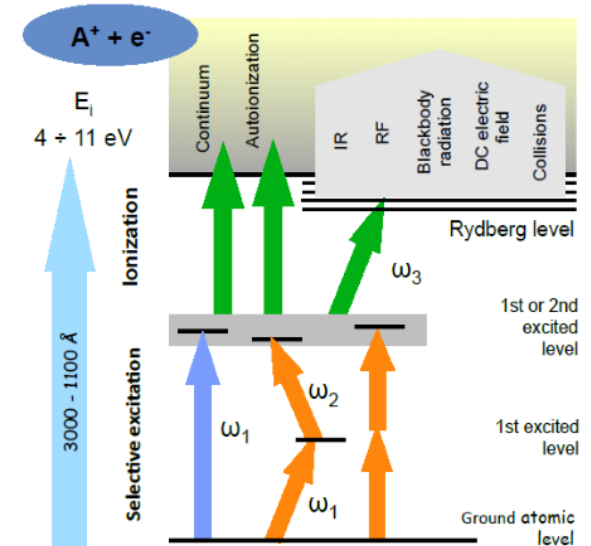 A⁺ + e⁻
Eᵢ
4 ÷ 11 eV
3000 - 1100 Å
Ionization
Selective excitation
Continuum
Autoionization
IR
RF
Blackbody
radiation
DC electric
field
Collisions
Rydberg level
ω₃
1st or 2nd
excited
level
ω₂
ω₁
1st excited
level
ω₁
Ground atomic
level